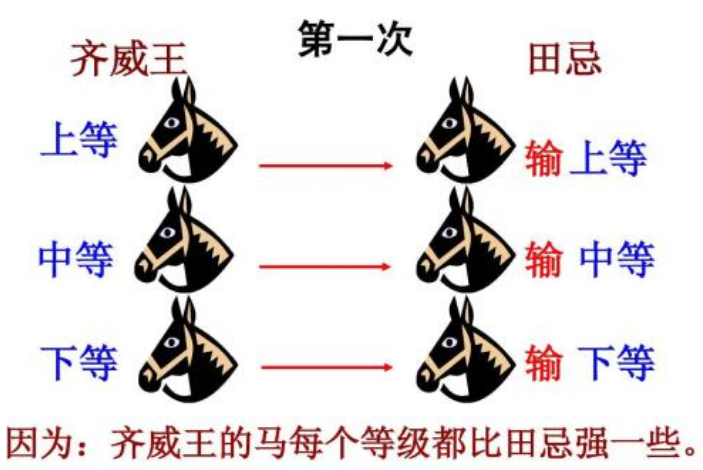 第一次
齐威王 田忌
上等 输 上等
中等 输 中等
下等 输 下等
因为：齐威王的马每个等级都比田忌强一些。